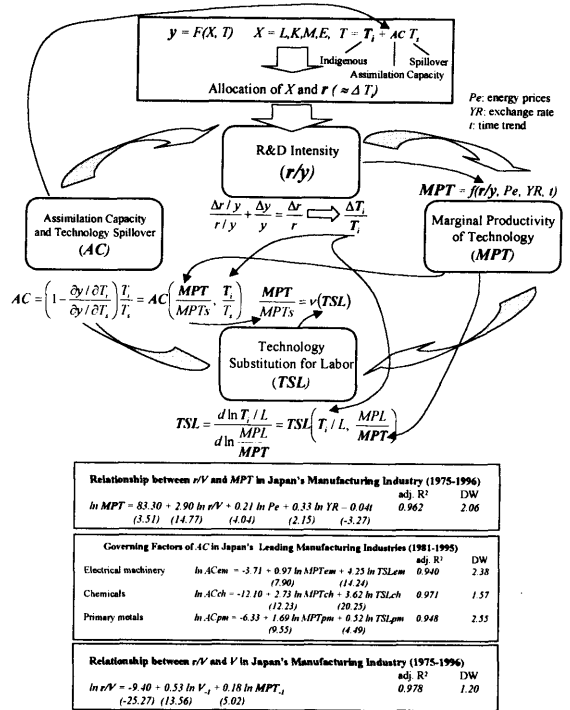 y = F(X, T) X = L,K,M,E, T = Ti + AC Ts
Indigenous Spillover
Assimilation Capacity
Allocation of X and r (≈ Δ Ti)
Pe: energy prices
YR: exchange rate
t: time trend
R&D Intensity
(r/y)
MPT = f(r/y, Pe, YR, t)
Δr / y / r / y + Δy / y = Δr / r ⇒ ΔTi / Ti
Assimilation Capacity
and Technology Spillover
(AC)
Marginal Productivity
of Technology
(MPT)
AC = (1 − ∂y / ∂Ti / ∂y / ∂Ts) Ti / Ts = AC(MPT / MPTs, Ti / Ts) MPT / MPTs = v(TSL)
Technology
Substitution for Labor
(TSL)
TSL = d ln Ti / L / d ln MPL / MPT = TSL(Ti / L, MPL / MPT)
Relationship between r/V and MPT in Japan's Manufacturing Industry (1975-1996)
adj. R² DW
ln MPT = 83.30 + 2.90 ln r/V + 0.21 ln Pe + 0.33 ln YR – 0.04t 0.962 2.06
(3.51) (14.77) (4.04) (2.15) (-3.27)
Governing Factors of AC in Japan's Leading Manufacturing Industries (1981-1995)
adj. R² DW
Electrical machinery ln ACem = -3.71 + 0.97 ln MPTem + 4.25 ln TSLem 0.940 2.38
(7.90) (14.24)
Chemicals ln ACch = -12.10 + 2.73 ln MPTch + 3.62 ln TSLch 0.971 1.57
(12.23) (20.25)
Primary metals ln ACpm = -6.33 + 1.69 ln MPTpm + 0.52 ln TSLpm 0.948 2.55
(9.55) (4.49)
Relationship between r/V and V in Japan's Manufacturing Industry (1975-1996)
adj. R² DW
ln r/V = -9.40 + 0.53 ln V-1 + 0.18 ln MPT-1 0.978 1.20
(-25.27) (13.56) (5.02)